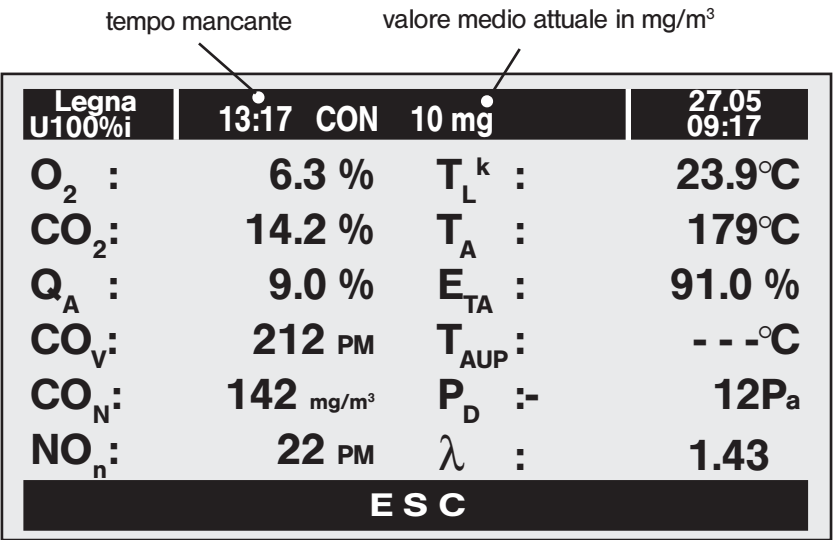 tempo mancante valore medio attuale in mg/m³
Legna 13:17 CON 10 mg 27.05
U100%i 09:17
O₂ : 6.3 % T_L^k : 23.9°C
CO₂: 14.2 % T_A : 179°C
Q_A : 9.0 % E_TA : 91.0 %
CO_V: 212 PM T_AUP: - - -°C
CO_N: 142 mg/m³ P_D :- 12Pa
NO_n: 22 PM λ : 1.43
ESC